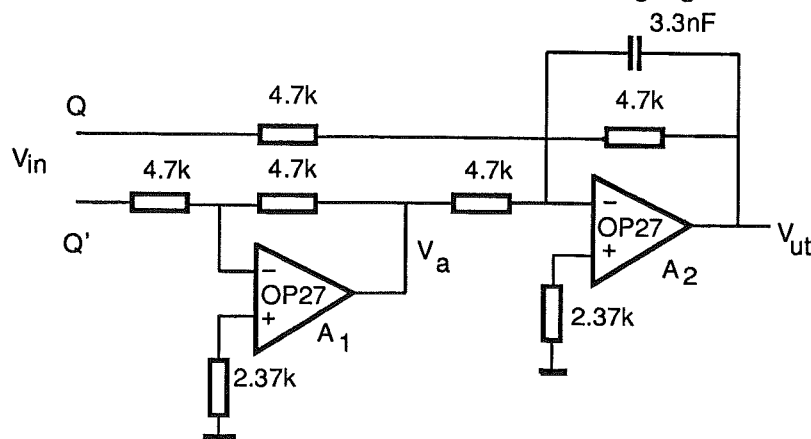 3.3nF
4.7k
4.7k
Q
Vin
4.7k
4.7k
4.7k
Q'
OP27
-
+
A2
Vut
Va
OP27
-
+
A1
2.37k
2.37k